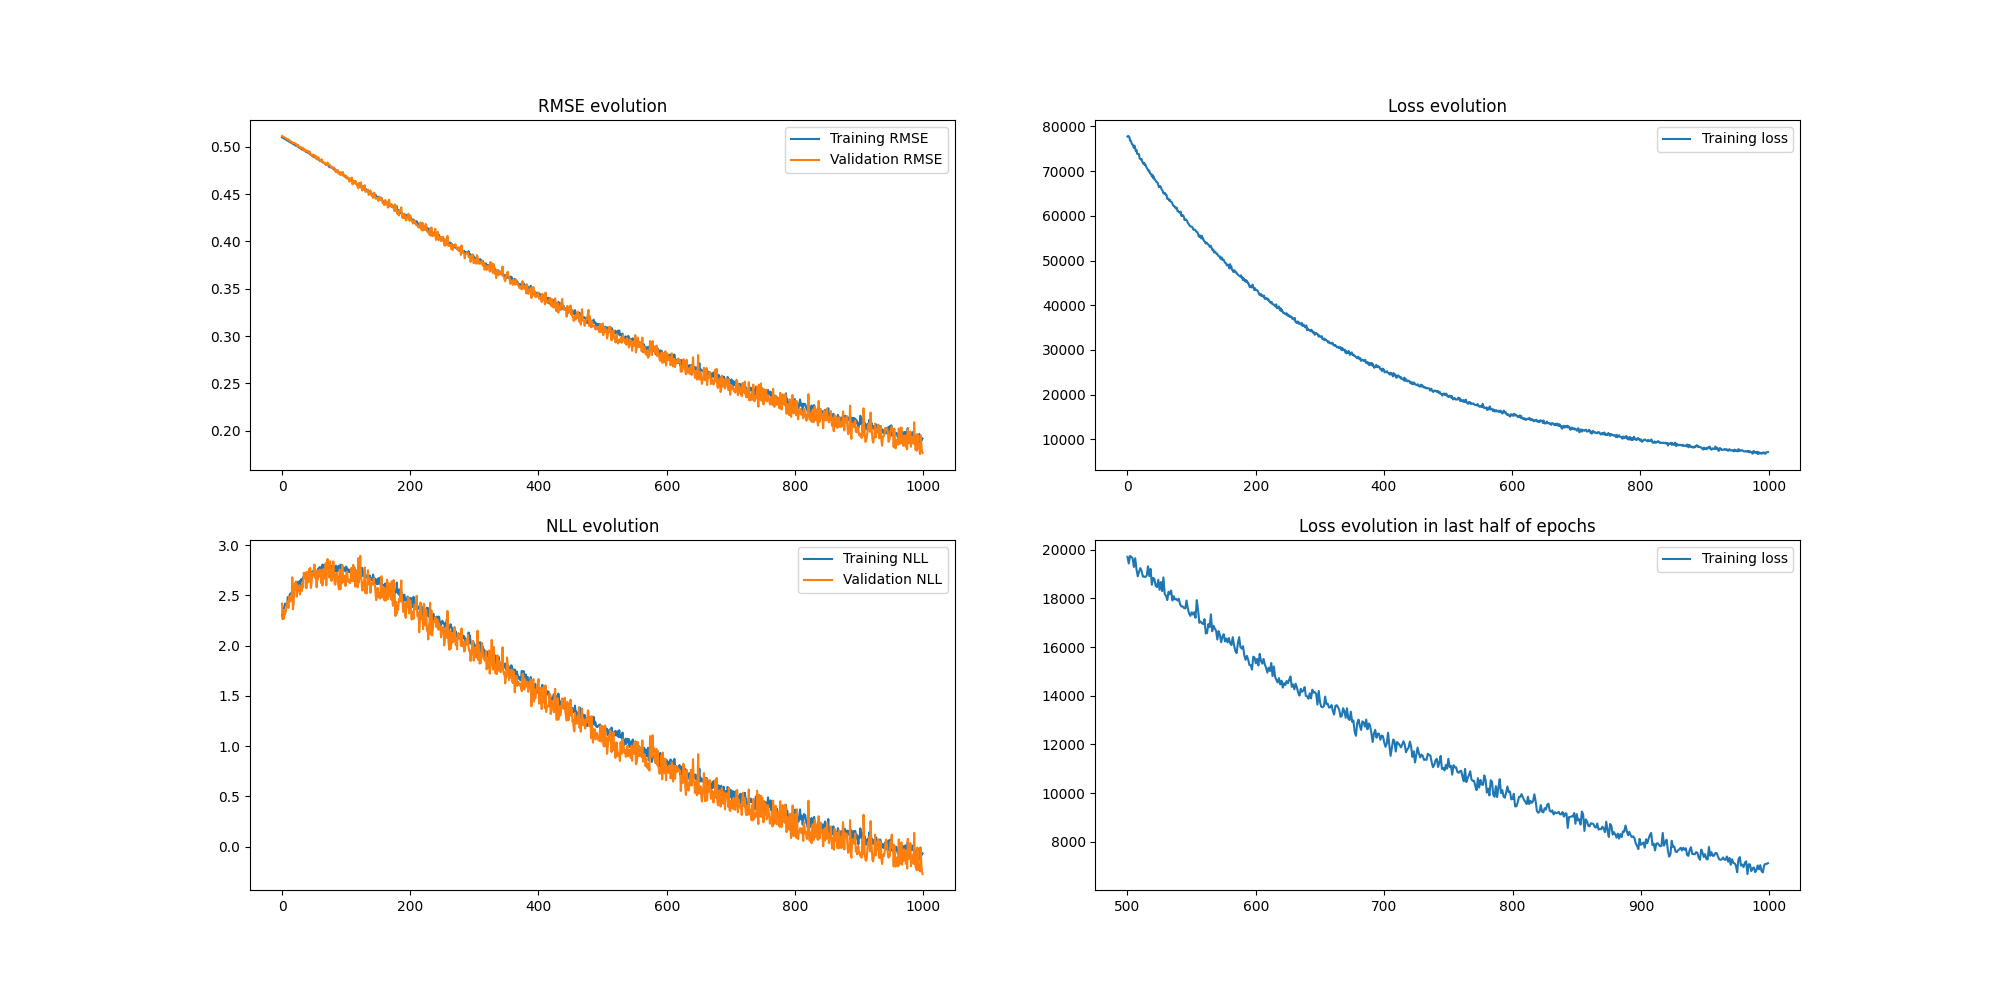 RMSE evolution
0.50
0.45
0.40
0.35
0.30
0.25
0.20
0 200 400 600 800 1000
Training RMSE
Validation RMSE
Loss evolution
80000
70000
60000
50000
40000
30000
20000
10000
0 200 400 600 800 1000
Training loss
NLL evolution
3.0
2.5
2.0
1.5
1.0
0.5
0.0
0 200 400 600 800 1000
Training NLL
Validation NLL
Loss evolution in last half of epochs
20000
18000
16000
14000
12000
10000
8000
500 600 700 800 900 1000
Training loss